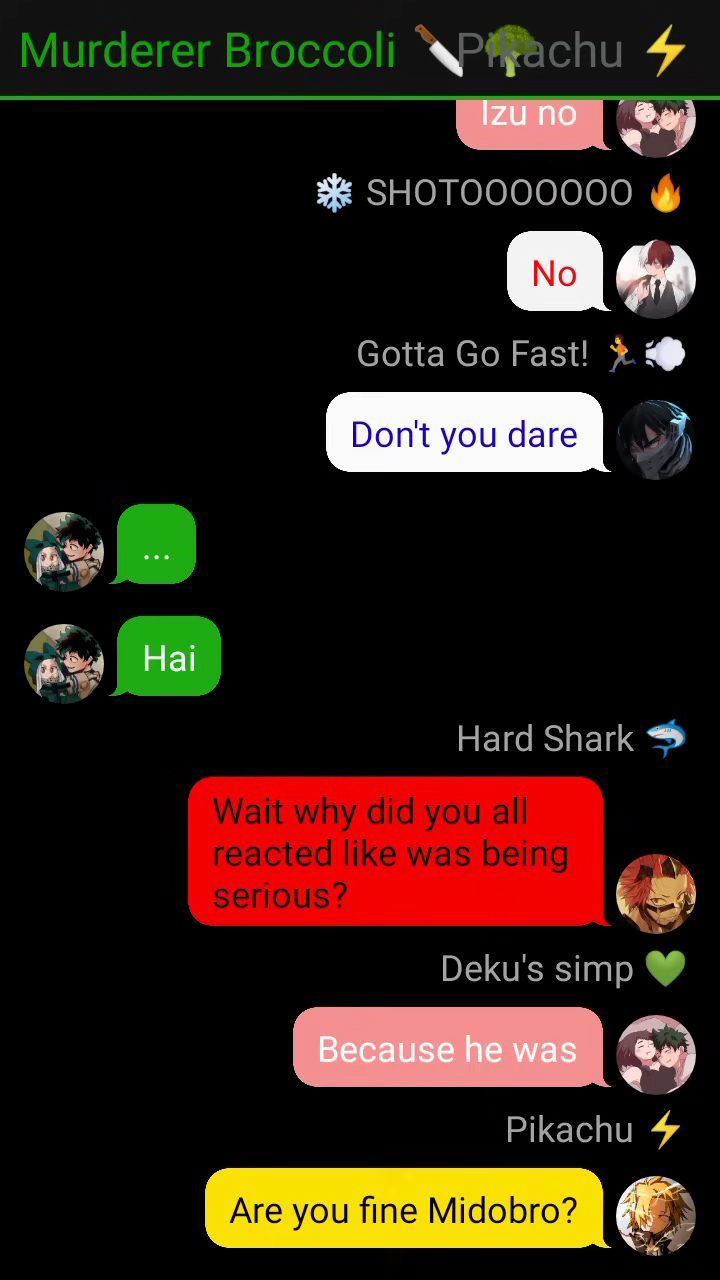 Murderer Broccoli 🔪🥦
Pikachu ⚡
Izu no
❄️ SHOTOOOOOOO 🔥
No
Gotta Go Fast! 🏃💨
Don't you dare
...
Hai
Hard Shark 🦈
Wait why did you all
reacted like was being
serious?
Deku's simp 💚
Because he was
Pikachu ⚡
Are you fine Midobro?